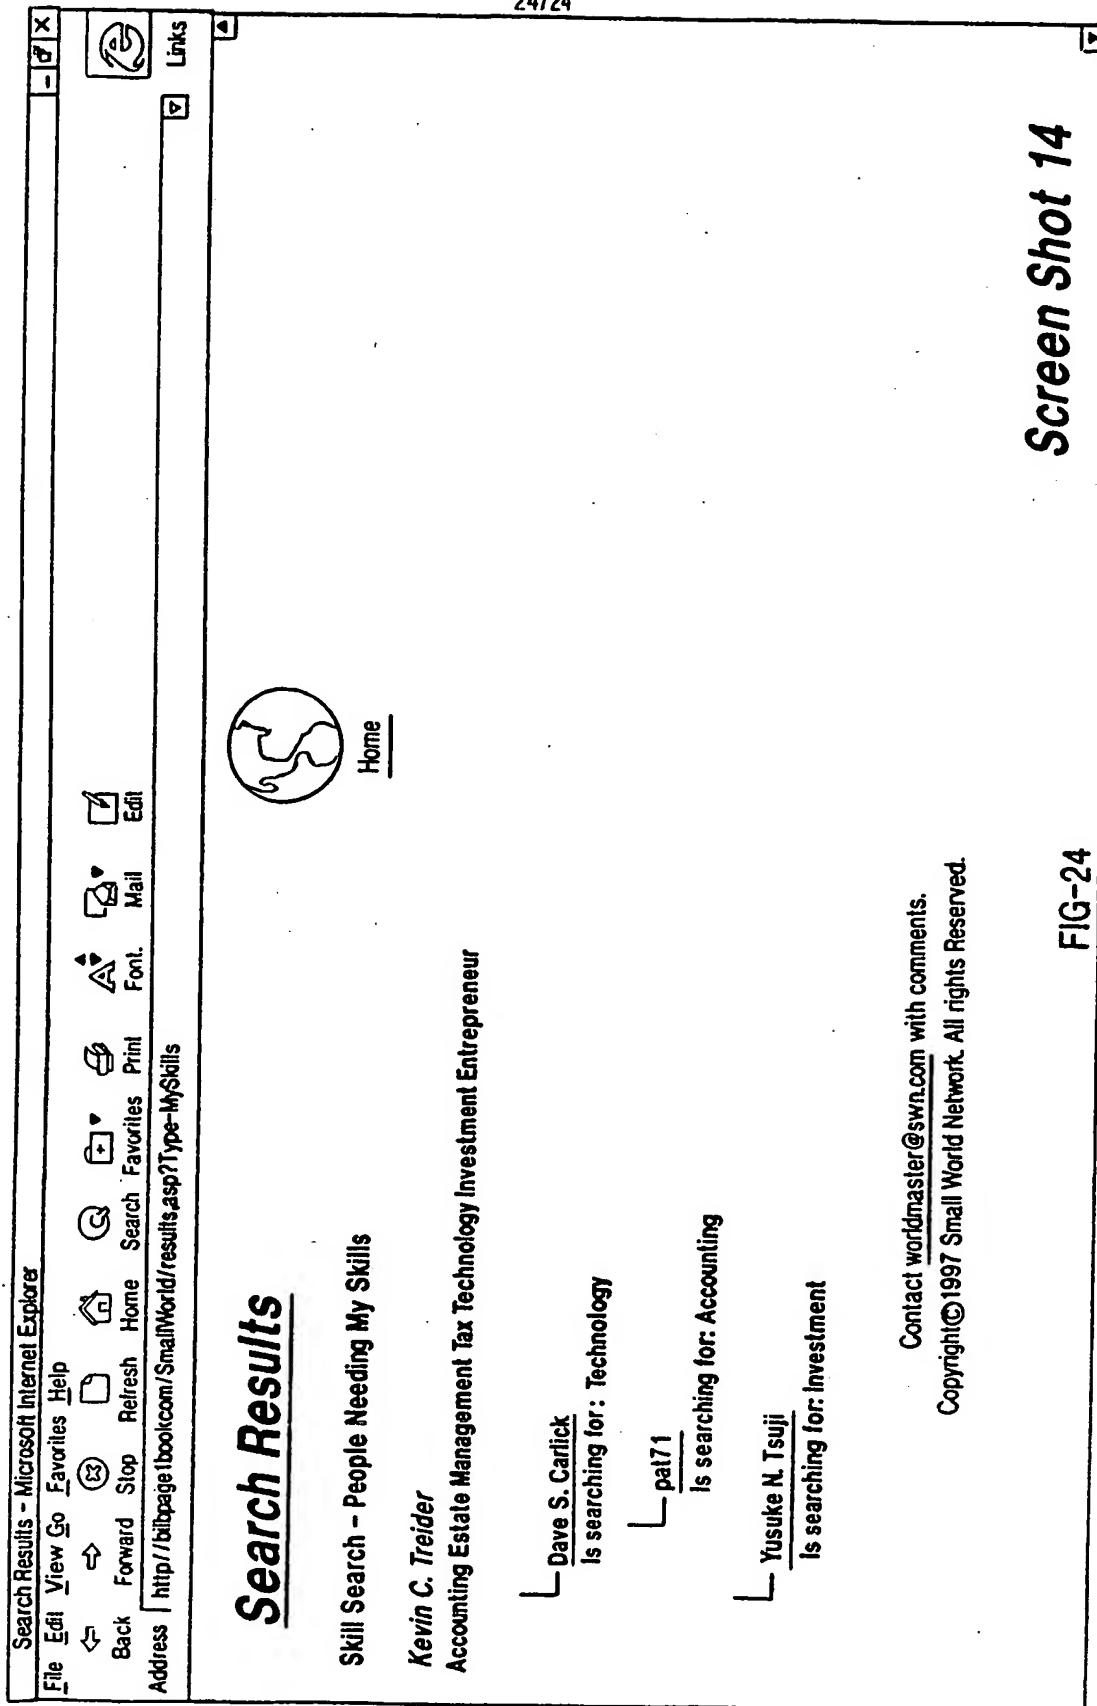 24/24
Search Results - Microsoft Internet Explorer
File Edit View Go Favorites Help
Back Forward Stop Refresh Home Search Favorites Print Font. Mail Edit
Address http//bilbpage1bookcom/SmallWorld/results.asp?Type-MySkills
Links
Search Results
Home
Skill Search - People Needing My Skills
Kevin C. Treider
Accounting Estate Management Tax Technology Investment Entrepreneur
Dave S. Carlick
Is searching for: Technology
pat71
Is searching for: Accounting
Yusuke N. Tsuji
Is searching for: Investment
Contact worldmaster@swn.com with comments.
Copyright©1997 Small World Network. All rights Reserved.
Screen Shot 14
FIG-24